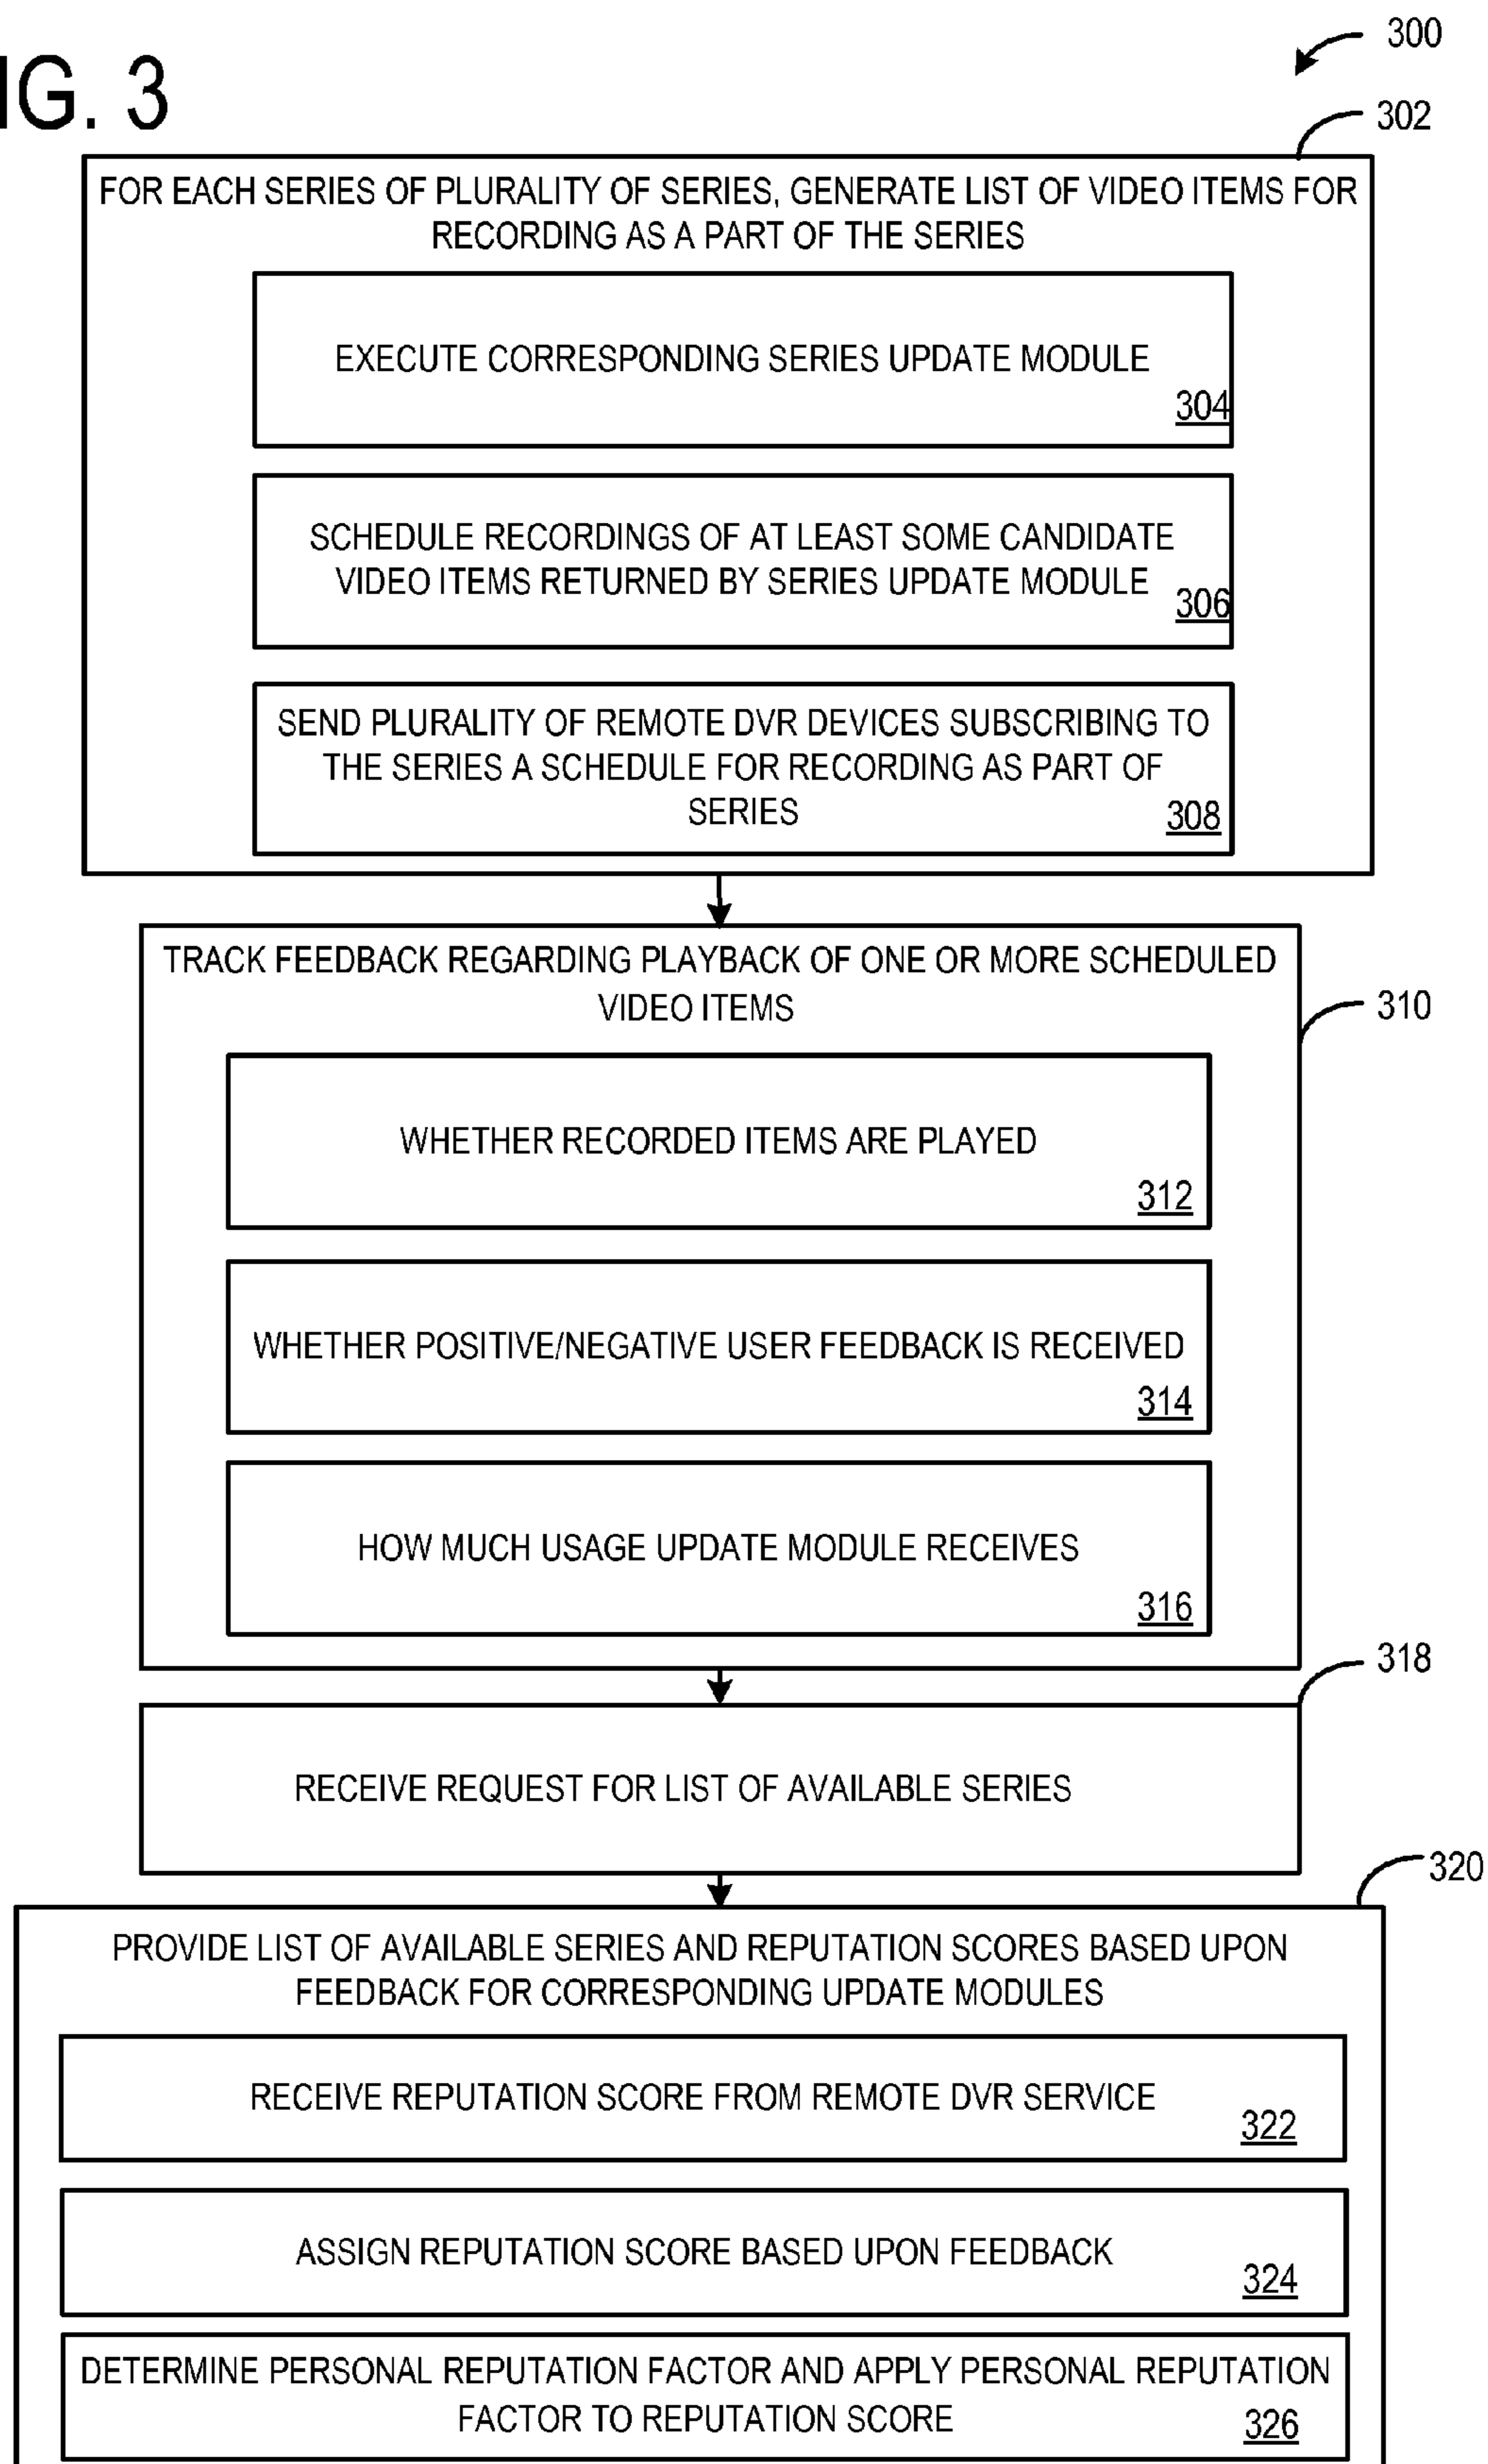 IG. 3
300
302
FOR EACH SERIES OF PLURALITY OF SERIES, GENERATE LIST OF VIDEO ITEMS FOR
RECORDING AS A PART OF THE SERIES
EXECUTE CORRESPONDING SERIES UPDATE MODULE
304
SCHEDULE RECORDINGS OF AT LEAST SOME CANDIDATE
VIDEO ITEMS RETURNED BY SERIES UPDATE MODULE
306
SEND PLURALITY OF REMOTE DVR DEVICES SUBSCRIBING TO
THE SERIES A SCHEDULE FOR RECORDING AS PART OF
SERIES
308
TRACK FEEDBACK REGARDING PLAYBACK OF ONE OR MORE SCHEDULED
VIDEO ITEMS
310
WHETHER RECORDED ITEMS ARE PLAYED
312
WHETHER POSITIVE/NEGATIVE USER FEEDBACK IS RECEIVED
314
HOW MUCH USAGE UPDATE MODULE RECEIVES
316
318
RECEIVE REQUEST FOR LIST OF AVAILABLE SERIES
320
PROVIDE LIST OF AVAILABLE SERIES AND REPUTATION SCORES BASED UPON
FEEDBACK FOR CORRESPONDING UPDATE MODULES
RECEIVE REPUTATION SCORE FROM REMOTE DVR SERVICE
322
ASSIGN REPUTATION SCORE BASED UPON FEEDBACK
324
DETERMINE PERSONAL REPUTATION FACTOR AND APPLY PERSONAL REPUTATION
FACTOR TO REPUTATION SCORE
326